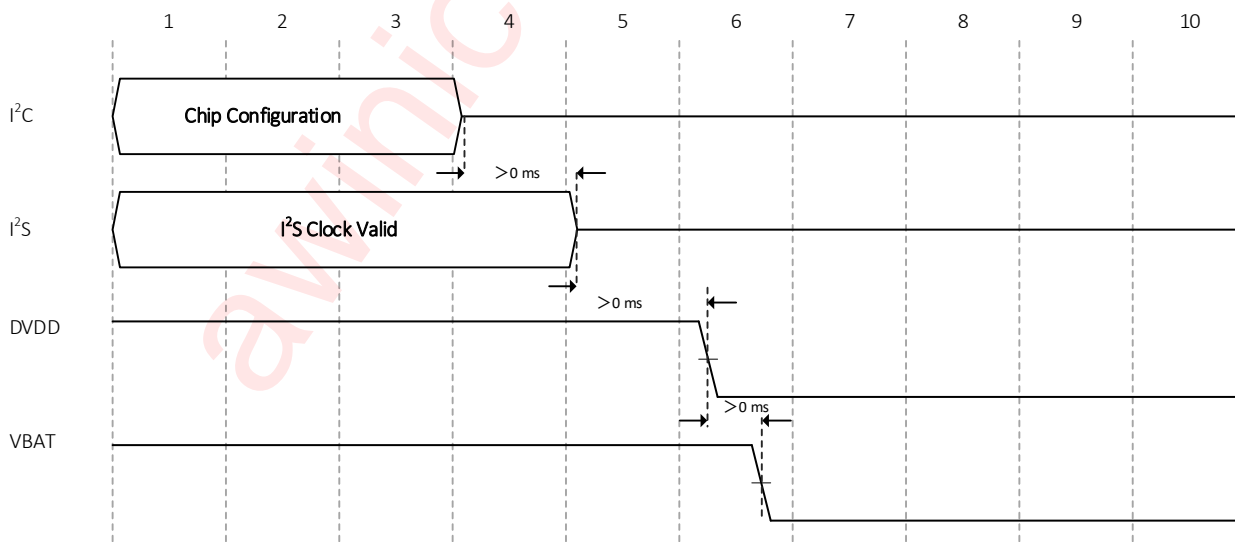 1 2 3 4 5 6 7 8 9 10
I²C
Chip Configuration
>0 ms
I²S
I²S Clock Valid
>0 ms
DVDD
>0 ms
VBAT
awinic